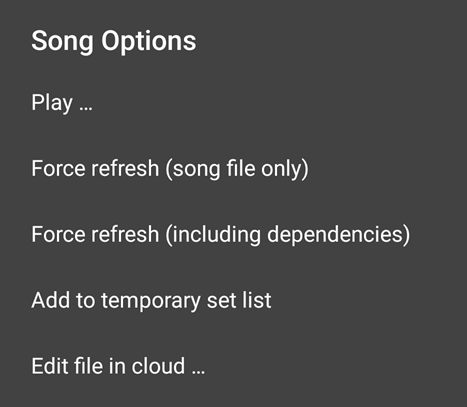 Song Options
Play …
Force refresh (song file only)
Force refresh (including dependencies)
Add to temporary set list
Edit file in cloud …